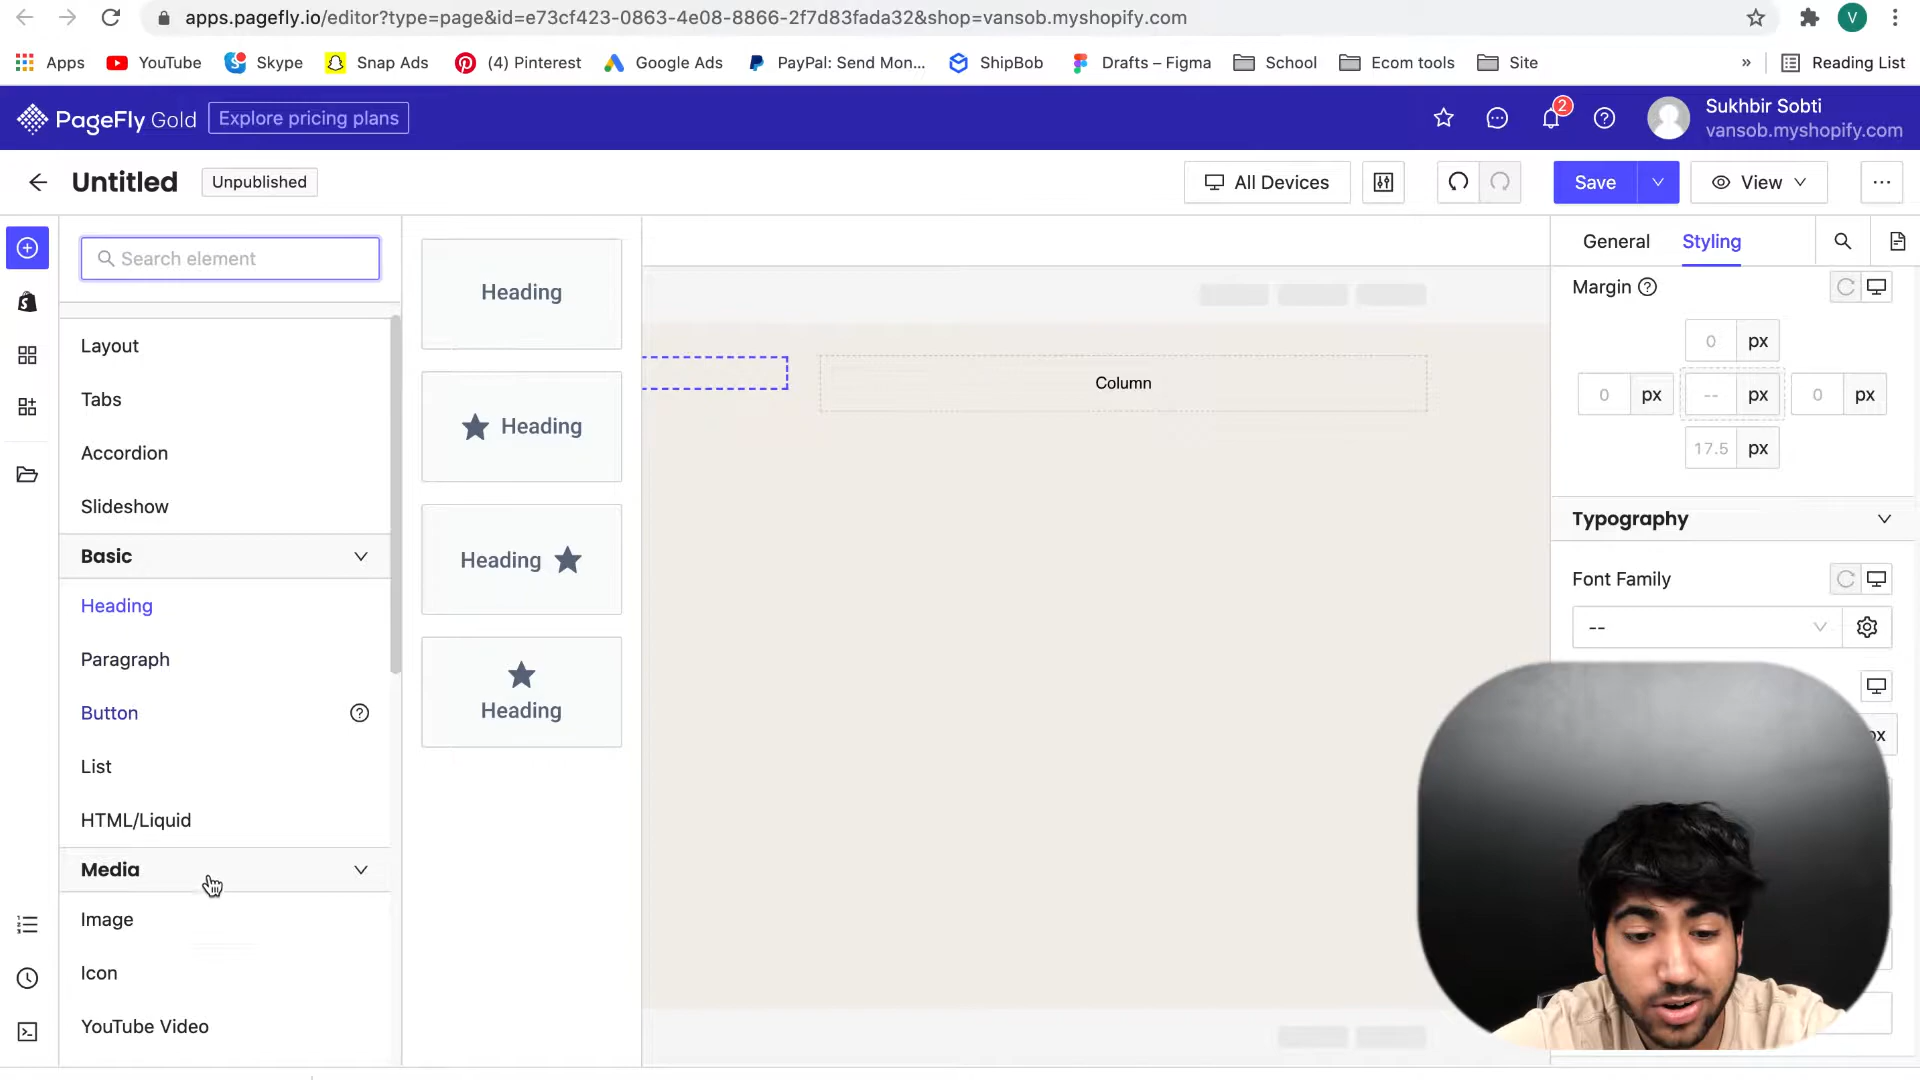 apps.pagefly.io/editor?type=page&id=e73cf423-0863-4e08-8866-2f7d83fada32&shop=vansob.myshopify.com
V
Apps
YouTube
Skype
Snap Ads
(4) Pinterest
Google Ads
PayPal: Send Mon...
ShipBob
Drafts – Figma
School
Ecom tools
Site
»
Reading List
PageFly Gold
Explore pricing plans
2
Sukhbir Sobti
vansob.myshopify.com
Untitled
Unpublished
All Devices
Save
View
Search element
Layout
Tabs
Accordion
Slideshow
Basic
Heading
Paragraph
Button
List
HTML/Liquid
Media
Image
Icon
YouTube Video
Heading
Heading
Heading
Heading
Column
General
Styling
Margin
0 px
0 px
-- px
0 px
17.5 px
Typography
Font Family
--